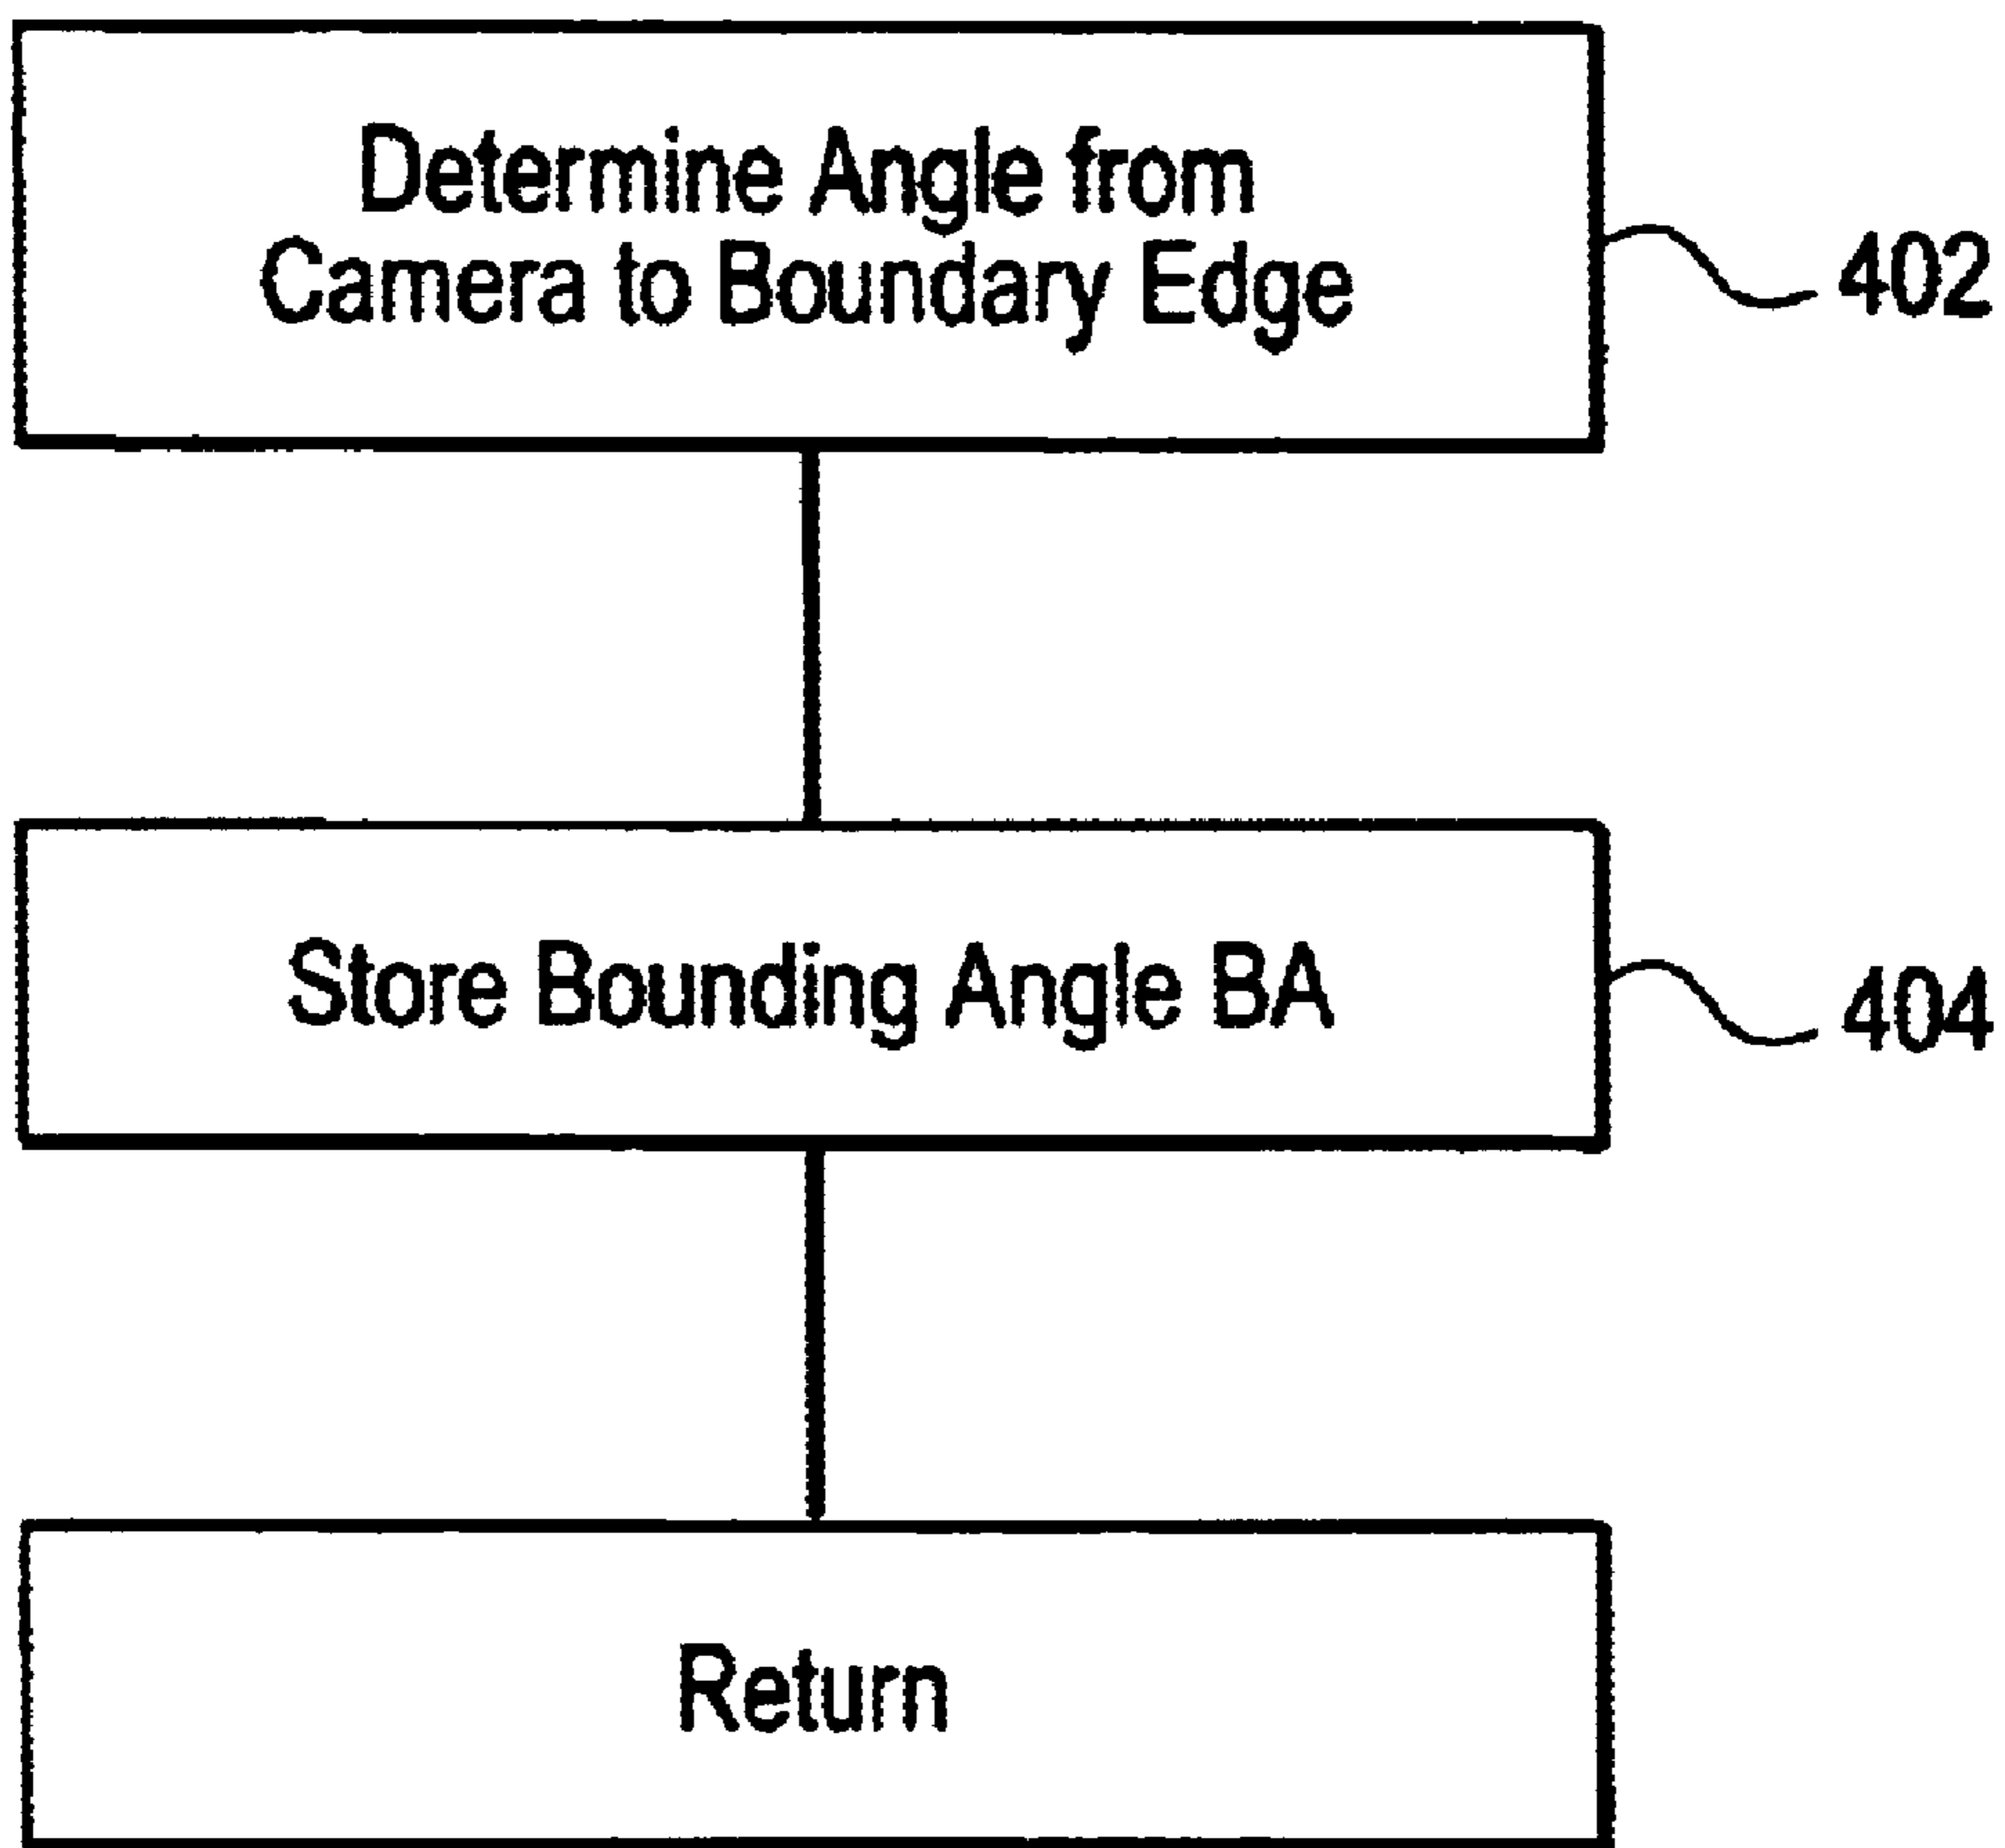 Determine Angle from
Camera to Boundary Edge
402
Store Bounding Angle BA
404
Return